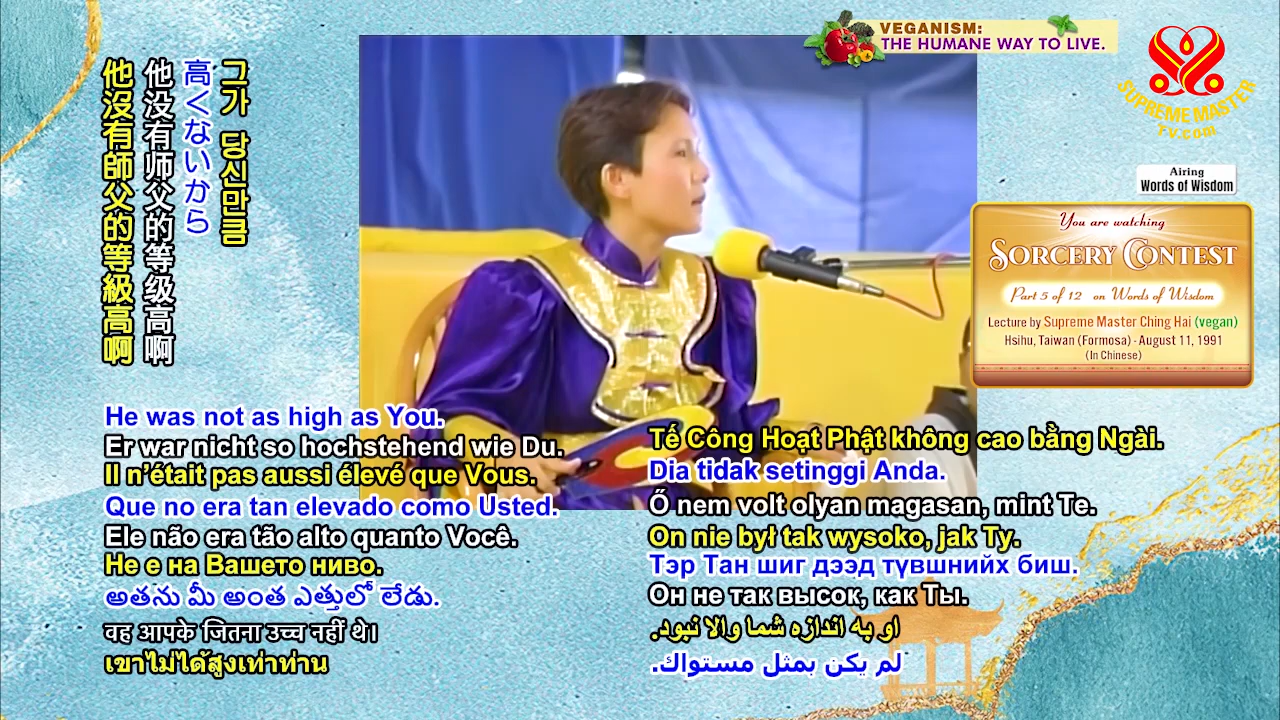 VEGANISM:
THE HUMANE WAY TO LIVE.
SUPREME MASTER
TV.com
Airing
Words of Wisdom
You are watching
SORCERY CONTEST
Part 5 of 12 on Words of Wisdom
Lecture by Supreme Master Ching Hai (vegan)
Hsihu, Taiwan (Formosa) - August 11, 1991
(In Chinese)
그가 당신만큼
高くないから
他没有师父的等级高啊
他沒有師父的等級高啊
He was not as high as You.
Er war nicht so hochstehend wie Du.
Il n’était pas aussi élevé que Vous.
Que no era tan elevado como Usted.
Ele não era tão alto quanto Você.
Не е на Вашето ниво.
అతను మీ అంత ఎత్తులో లేడు.
वह आपके जितना उच्च नहीं थे।
เขาไม่ได้สูงเท่าท่าน
Tế Công Hoạt Phật không cao bằng Ngài.
Dia tidak setinggi Anda.
Ő nem volt olyan magasan, mint Te.
On nie był tak wysoko, jak Ty.
Тэр Тан шиг дээд түвшнийх биш.
Он не так высок, как Ты.
او به اندازه شما والا نبود.
لم يكن بمثل مستواك.